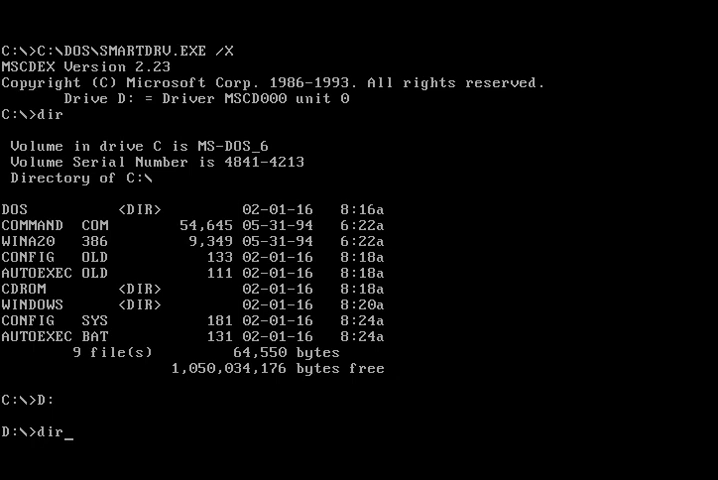 C:\>C:\DOS\SMARTDRV.EXE /X
MSCDEX Version 2.23
Copyright (C) Microsoft Corp. 1986-1993. All rights reserved.
        Drive D: = Driver MSCD000 unit 0
C:\>dir

 Volume in drive C is MS-DOS_6
 Volume Serial Number is 4841-4213
 Directory of C:\

DOS          <DIR>         02-01-16   8:16a
COMMAND  COM        54,645 05-31-94   6:22a
WINA20   386         9,349 05-31-94   6:22a
CONFIG   OLD           133 02-01-16   8:18a
AUTOEXEC OLD           111 02-01-16   8:18a
CDROM        <DIR>         02-01-16   8:18a
WINDOWS      <DIR>         02-01-16   8:20a
CONFIG   SYS           181 02-01-16   8:24a
AUTOEXEC BAT           131 02-01-16   8:24a
        9 file(s)         64,550 bytes
                   1,050,034,176 bytes free

C:\>D:

D:\>dir_